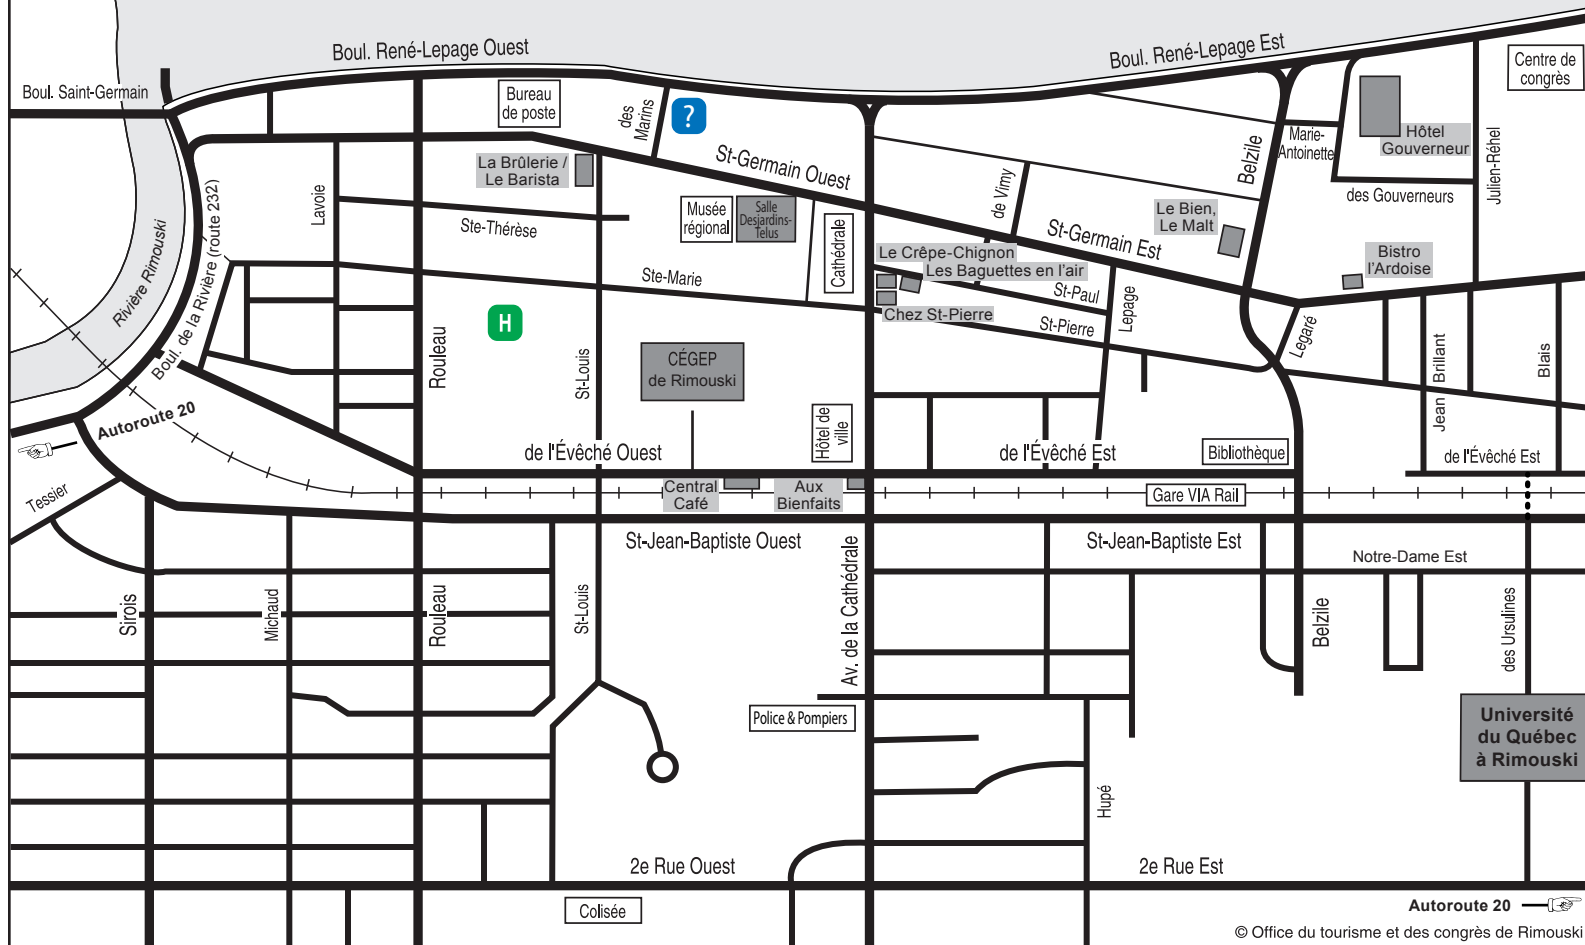 Boul. René-Lepage Ouest
Boul. René-Lepage Est
Centre de
congrès
Boul. Saint-Germain
Bureau
de poste
des
Marins
?
St-Germain Ouest
Belzile
Marie-
Antoinette
Hôtel
Gouverneur
Julien-Réhel
La Brûlerie /
Le Barista
Lavoie
Boul. de la Rivière (route 232)
Rivière Rimouski
Ste-Thérèse
Musée
régional
Salle
Desjardins-
Telus
Cathédrale
de Vimy
des Gouverneurs
Le Bien,
Le Malt
St-Germain Est
Le Crêpe-Chignon
Les Baguettes en l'air
Bistro
l'Ardoise
Ste-Marie
St-Paul
Chez St-Pierre
St-Pierre
Lepage
H
Rouleau
St-Louis
CÉGEP
de Rimouski
Legaré
Jean Brillant
Blais
Autoroute 20
Hôtel de
ville
de l'Évêché Ouest
de l'Évêché Est
Bibliothèque
de l'Évêché Est
Tessier
Central
Café
Aux
Bienfaits
Gare VIA Rail
St-Jean-Baptiste Ouest
St-Jean-Baptiste Est
Notre-Dame Est
Sirois
Michaud
Rouleau
St-Louis
Av. de la Cathédrale
Belzile
des Ursulines
Police & Pompiers
Université
du Québec
à Rimouski
Hupé
2e Rue Ouest
2e Rue Est
Colisée
Autoroute 20
© Office du tourisme et des congrès de Rimouski